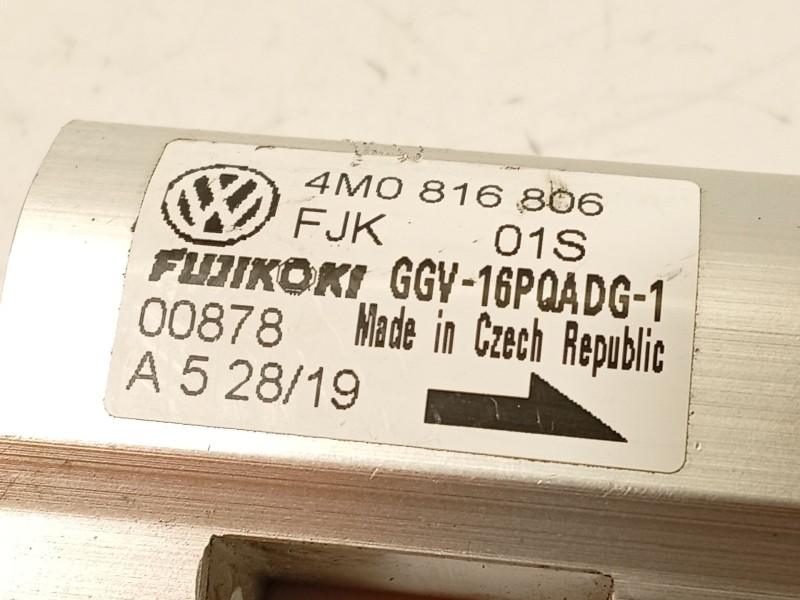 4M0 816 806
FJK 01S
FUJIKOKI GGV-16PQADG-1
00878 Made in Czech Republic
A 5 28/19